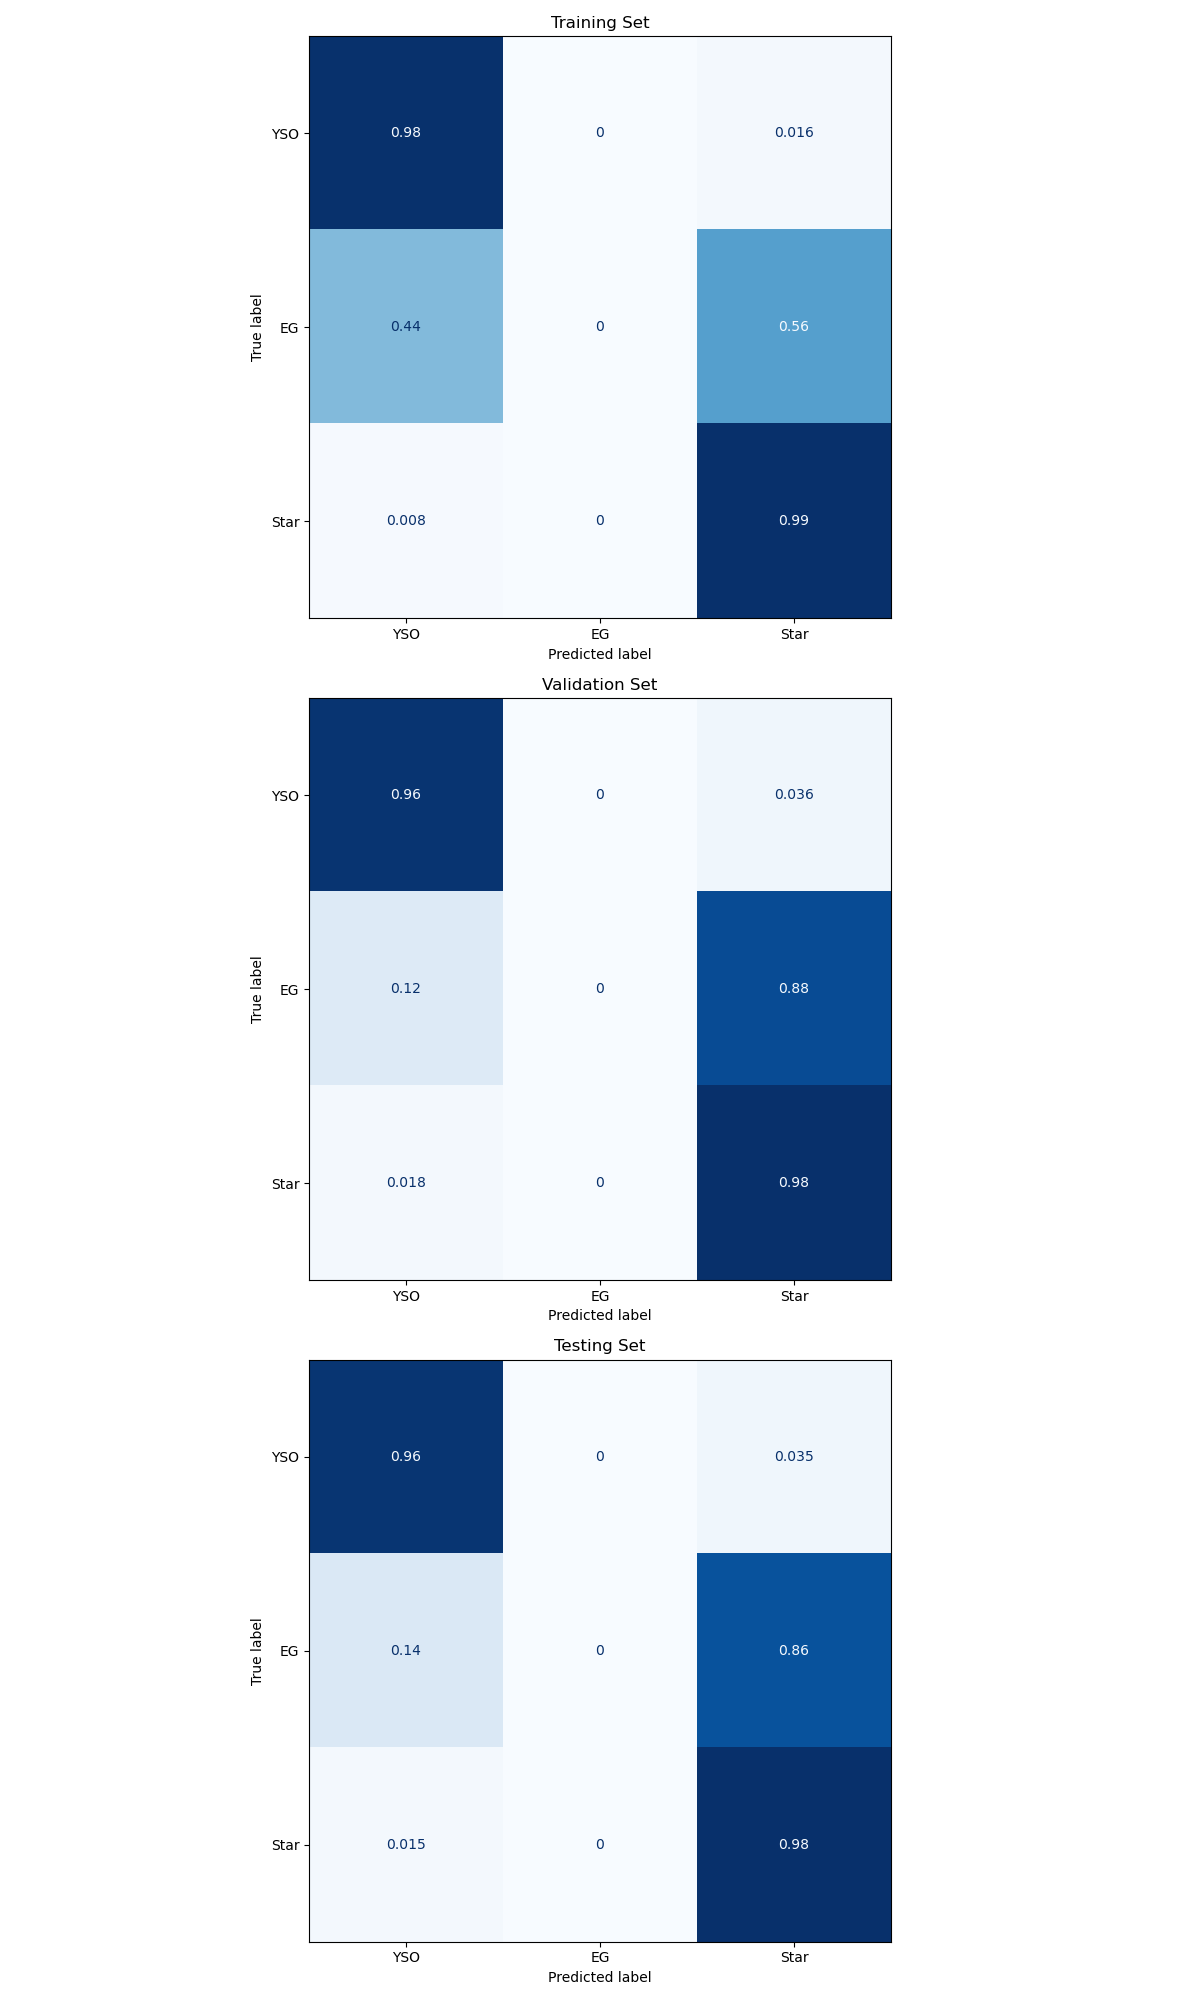 Training Set
YSO 0.98 0 0.016
True label
EG 0.44 0 0.56
Star 0.008 0 0.99
YSO EG Star
Predicted label
Validation Set
YSO 0.96 0 0.036
True label
EG 0.12 0 0.88
Star 0.018 0 0.98
YSO EG Star
Predicted label
Testing Set
YSO 0.96 0 0.035
True label
EG 0.14 0 0.86
Star 0.015 0 0.98
YSO EG Star
Predicted label